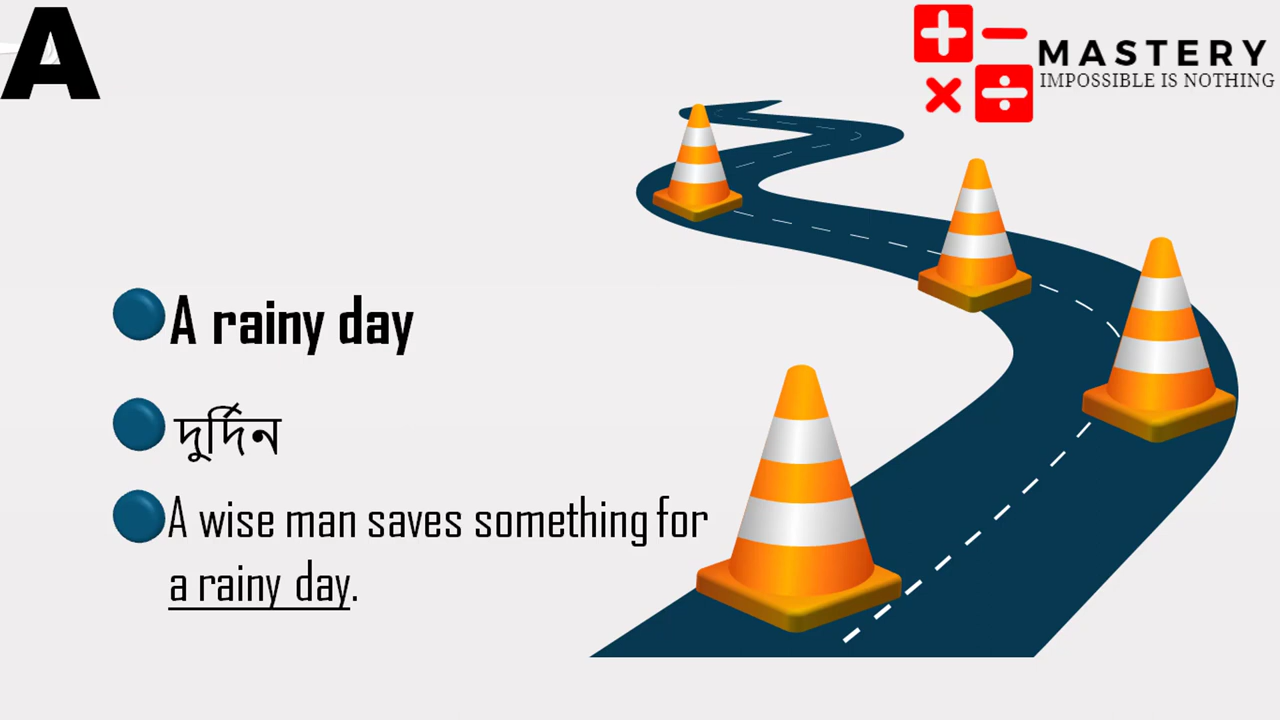 A
MASTERY
IMPOSSIBLE IS NOTHING
A rainy day
দুর্দিন
A wise man saves something for
a rainy day.